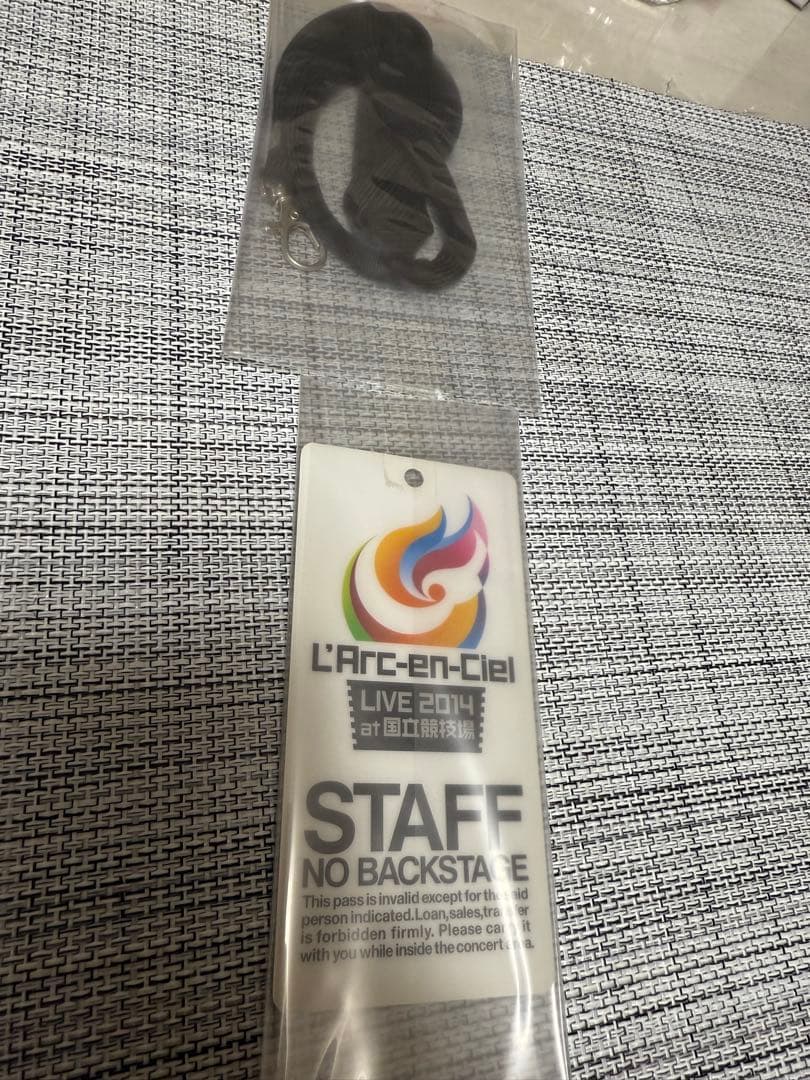 L'Arc-en-Ciel
LIVE 2014
at 国立競技場
STAFF
NO BACKSTAGE
This pass is invalid except for the said
person indicated.Loan,sales,transfer
is forbidden firmly. Please carry it
with you while inside the concert area.